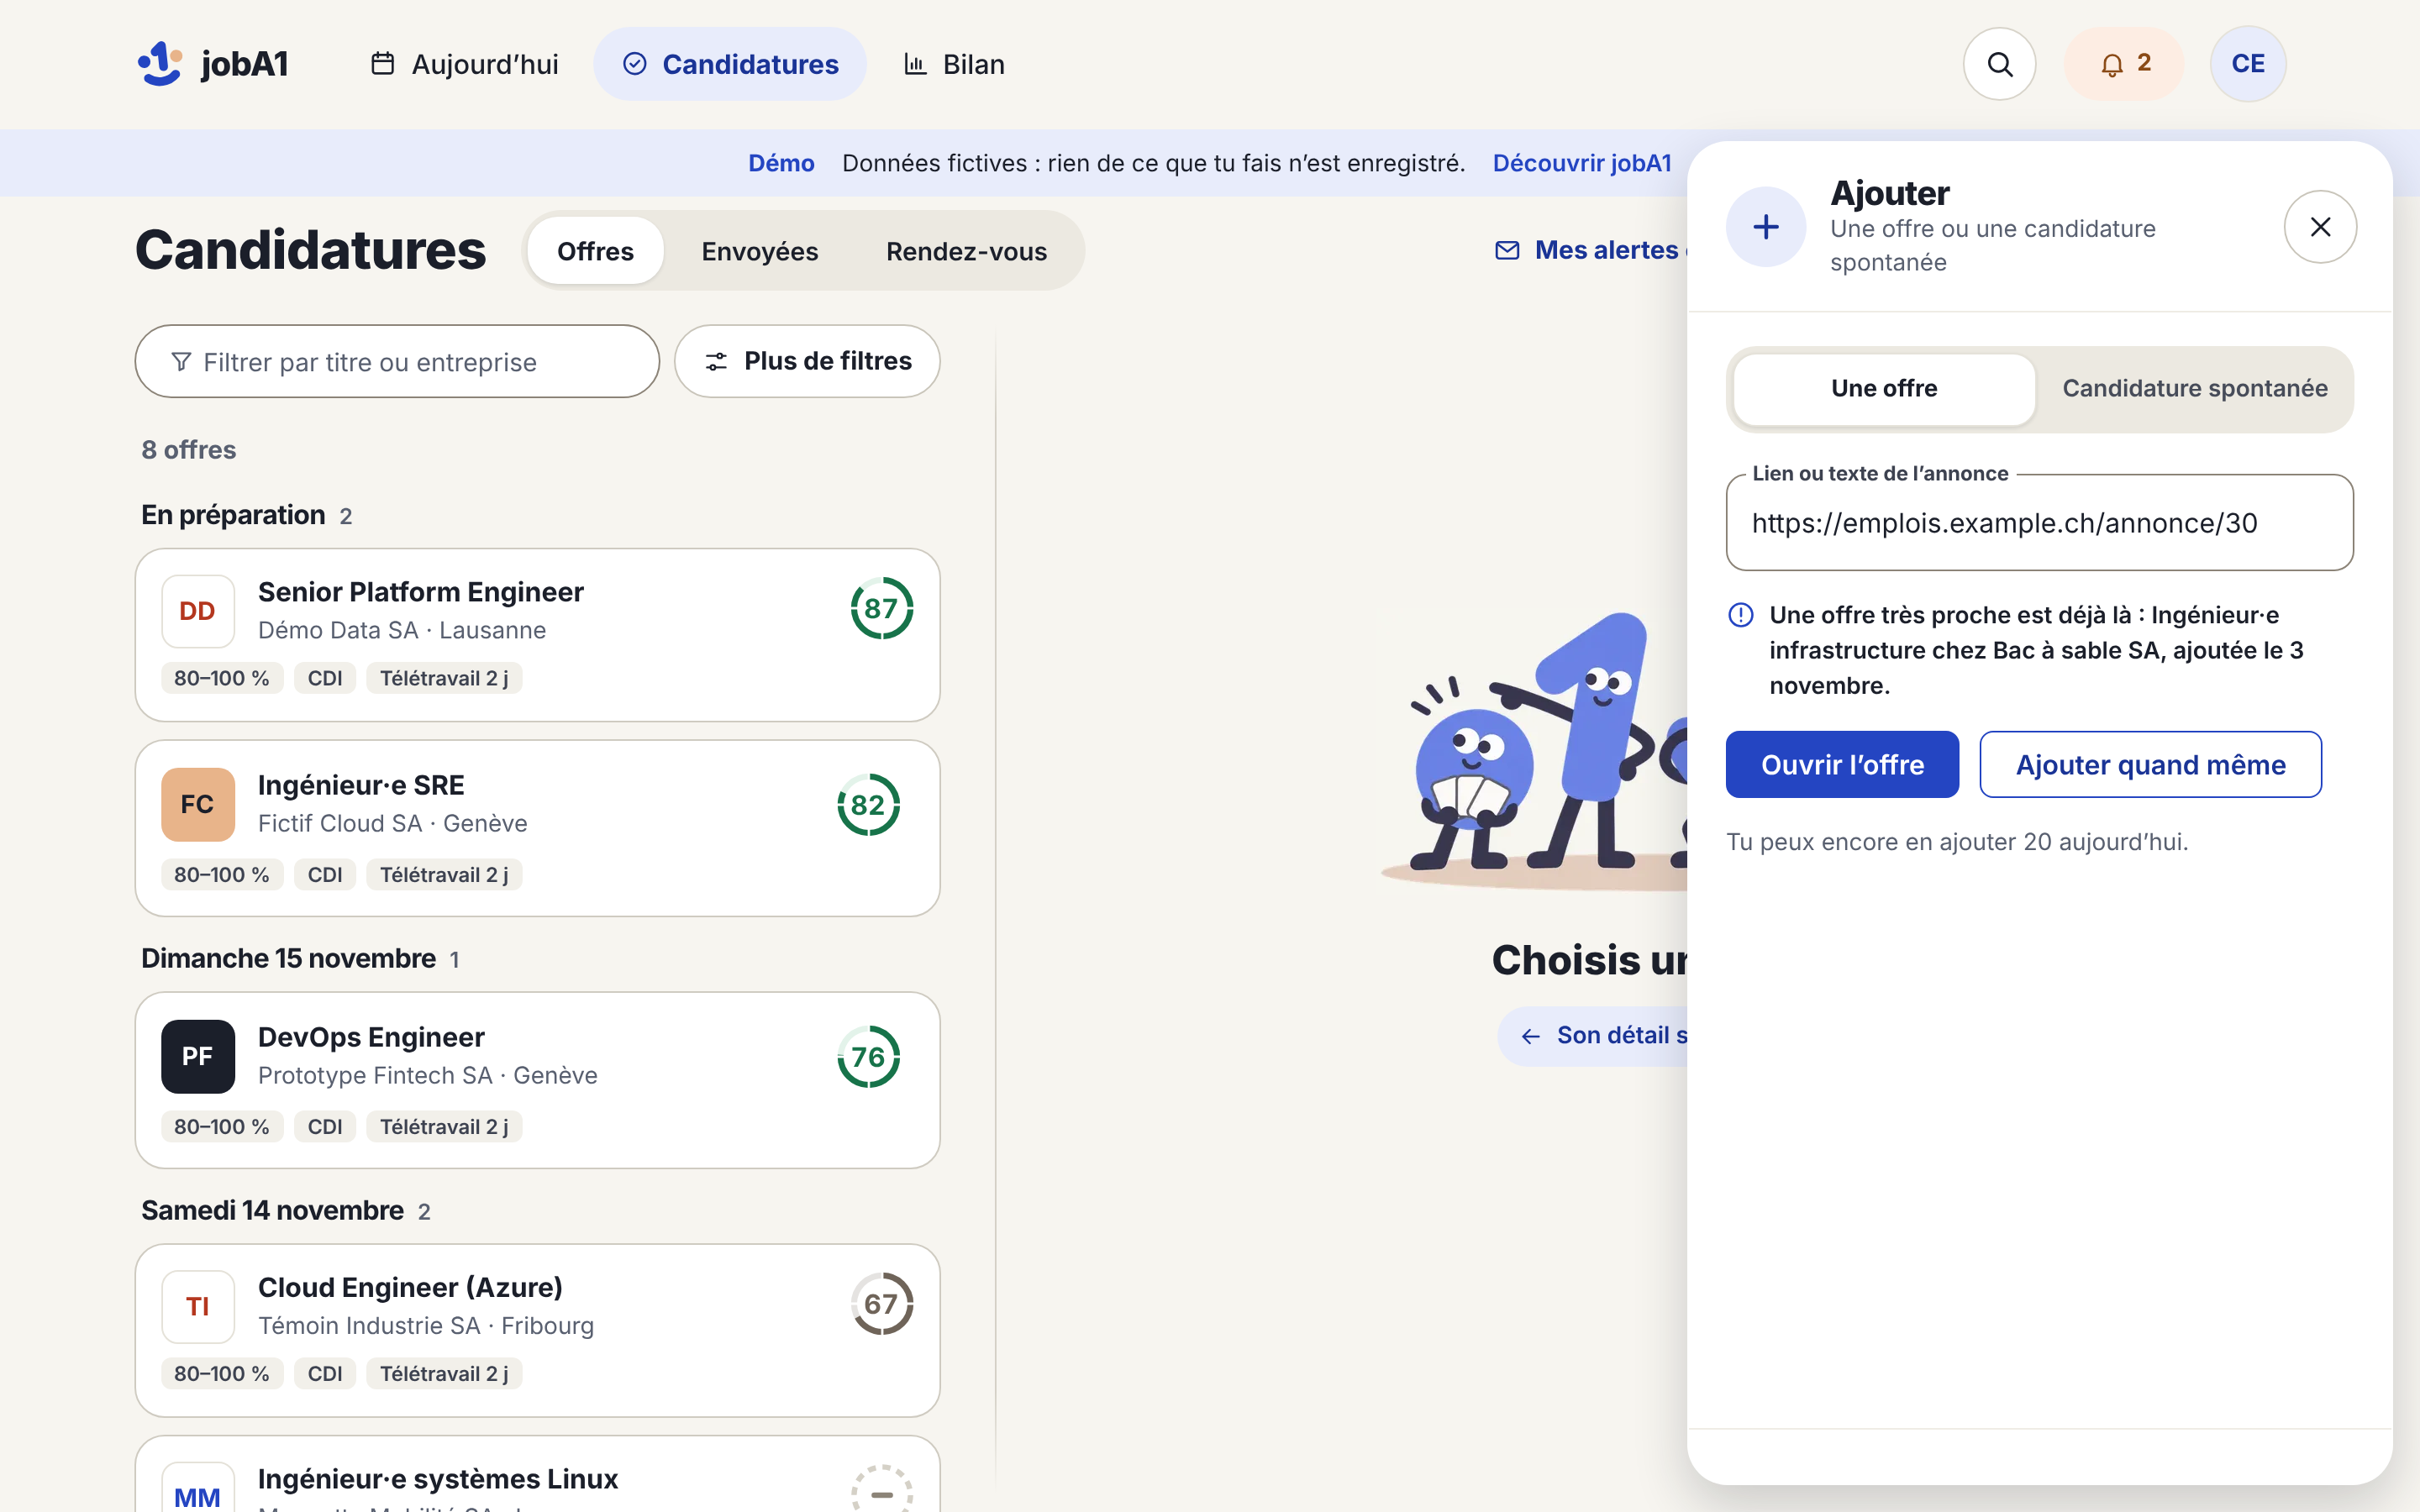 jobA1
Aujourd’hui
Candidatures
Bilan
2
CE
Démo Données fictives : rien de ce que tu fais n’est enregistré. Découvrir jobA1
Candidatures
Offres
Envoyées
Rendez-vous
Mes alertes
Filtrer par titre ou entreprise
Plus de filtres
8 offres
En préparation 2
DD
Senior Platform Engineer
Démo Data SA · Lausanne
87
80–100 %
CDI
Télétravail 2 j
FC
Ingénieur·e SRE
Fictif Cloud SA · Genève
82
80–100 %
CDI
Télétravail 2 j
Dimanche 15 novembre 1
PF
DevOps Engineer
Prototype Fintech SA · Genève
76
80–100 %
CDI
Télétravail 2 j
Samedi 14 novembre 2
TI
Cloud Engineer (Azure)
Témoin Industrie SA · Fribourg
67
80–100 %
CDI
Télétravail 2 j
MM
Ingénieur·e systèmes Linux
Choisis
Son détail
Ajouter
Une offre ou une candidature
spontanée
Une offre
Candidature spontanée
Lien ou texte de l’annonce
https://emplois.example.ch/annonce/30
Une offre très proche est déjà là : Ingénieur·e
infrastructure chez Bac à sable SA, ajoutée le 3
novembre.
Ouvrir l’offre
Ajouter quand même
Tu peux encore en ajouter 20 aujourd’hui.